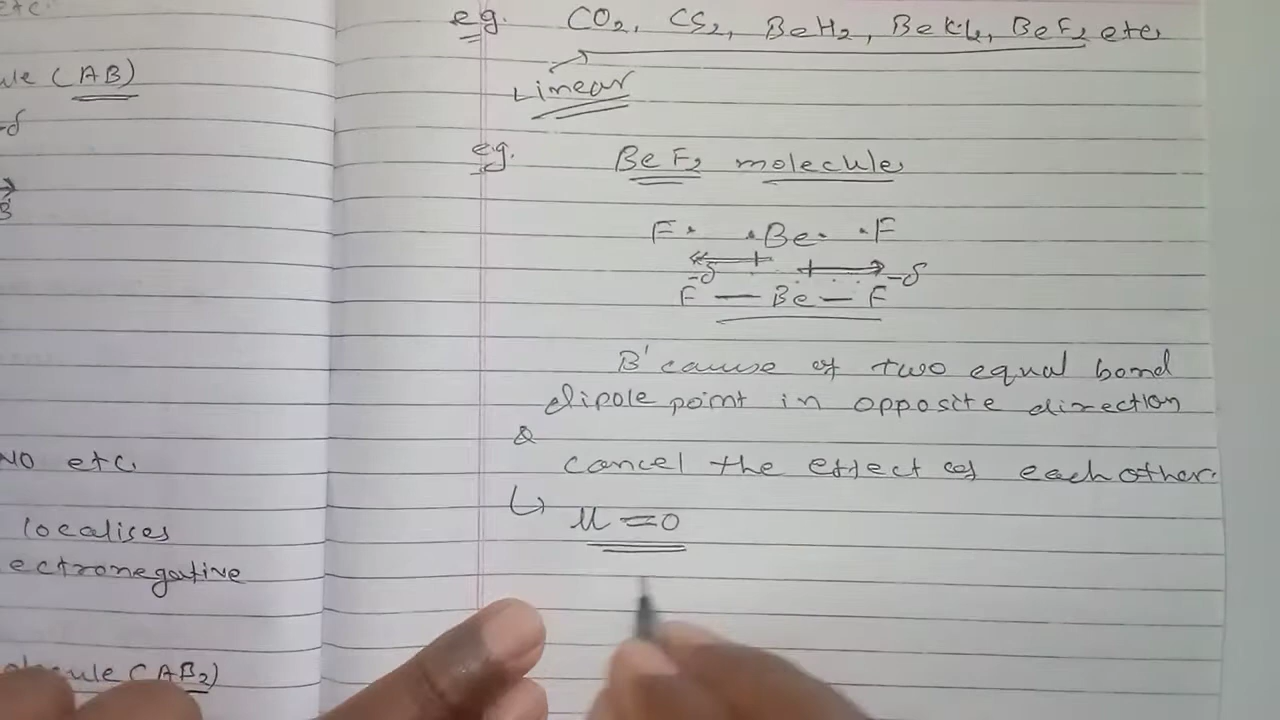 etc.
ule (AB)
-δ
NO etc.
localises
ectronegative
olecule (AB2)
eg. CO2, CS2, BeH2, BeCl2, BeF2 etc
Linear
e.g. BeF2 molecule
F· ·Be· ·F
-δ -δ
F — Be — F
B'cause of two equal bond
dipole point in opposite direction
&
cancel the effect of each other.
↳ μ = 0